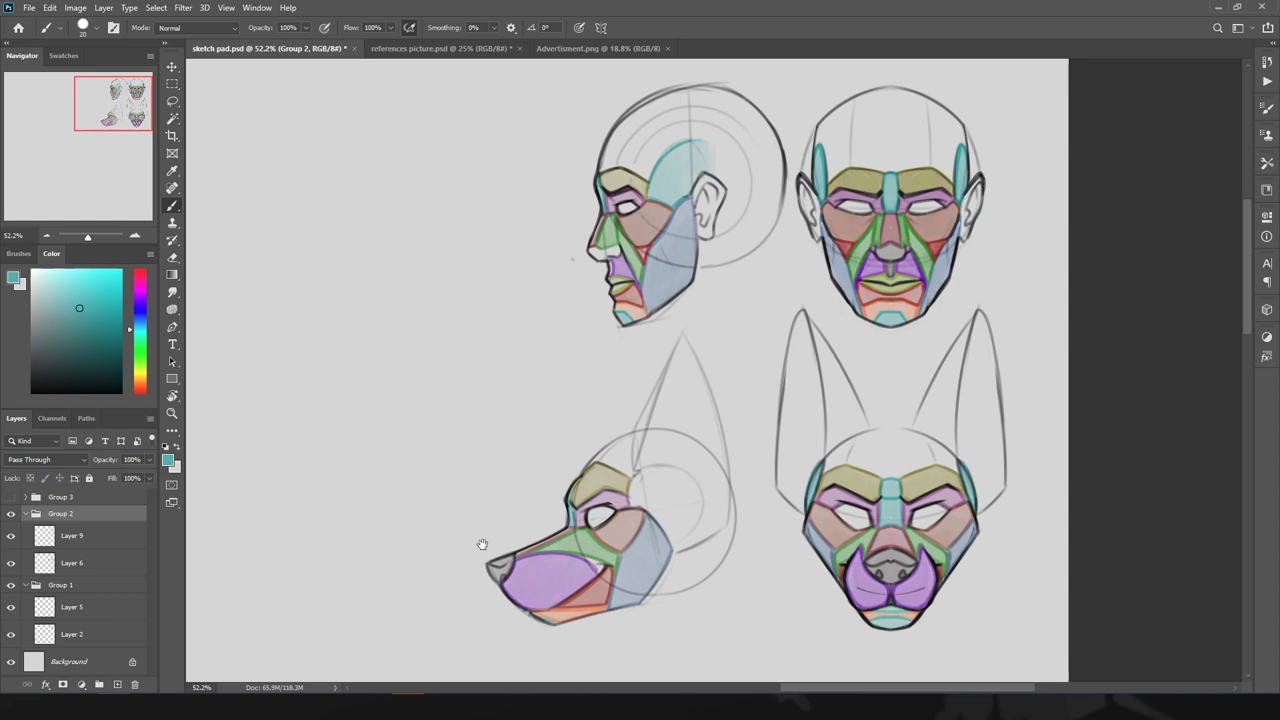 Ps File Edit Image Layer Type Select Filter 3D View Window Help
20 Mode: Normal Opacity: 100% Flow: 100% Smoothing: 0% 0°
sketch pad.psd @ 52.2% (Group 2, RGB/8#) * × references picture.psd @ 25% (RGB/8#) * × Advertisment.png @ 18.8% (RGB/8) ×
Navigator Swatches
52.2%
Brushes Color
Layers Channels Paths
Kind
Pass Through Opacity: 100%
Lock: Fill: 100%
Group 3
Group 2
Layer 9
Layer 6
Group 1
Layer 5
Layer 2
Background
fx
52.2% Doc: 65.9M/118.3M